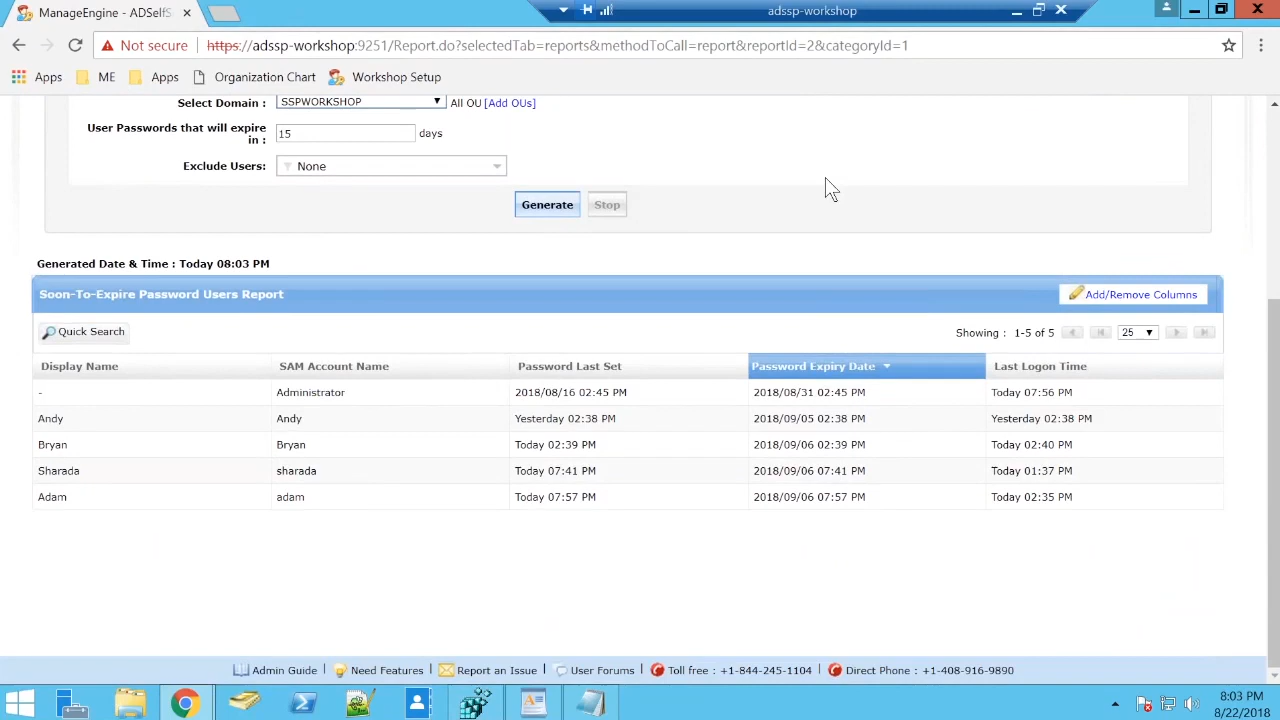 ManageEngine - ADSelfS
adssp-workshop
Not secure https://adssp-workshop:9251/Report.do?selectedTab=reports&methodToCall=report&reportId=2&categoryId=1
Apps ME Apps Organization Chart Workshop Setup
Select Domain : SSPWORKSHOP All OU [Add OUs]
User Passwords that will expire
in : 15 days
Exclude Users: None
Generate Stop
Generated Date & Time : Today 08:03 PM
Soon-To-Expire Password Users Report Add/Remove Columns
Quick Search Showing : 1-5 of 5 25
Display Name SAM Account Name Password Last Set Password Expiry Date Last Logon Time
- Administrator 2018/08/16 02:45 PM 2018/08/31 02:45 PM Today 07:56 PM
Andy Andy Yesterday 02:38 PM 2018/09/05 02:38 PM Yesterday 02:38 PM
Bryan Bryan Today 02:39 PM 2018/09/06 02:39 PM Today 02:40 PM
Sharada sharada Today 07:41 PM 2018/09/06 07:41 PM Today 01:37 PM
Adam adam Today 07:57 PM 2018/09/06 07:57 PM Today 02:35 PM
Admin Guide | Need Features | Report an Issue | User Forums | Toll free : +1-844-245-1104 | Direct Phone : +1-408-916-9890
8:03 PM
8/22/2018